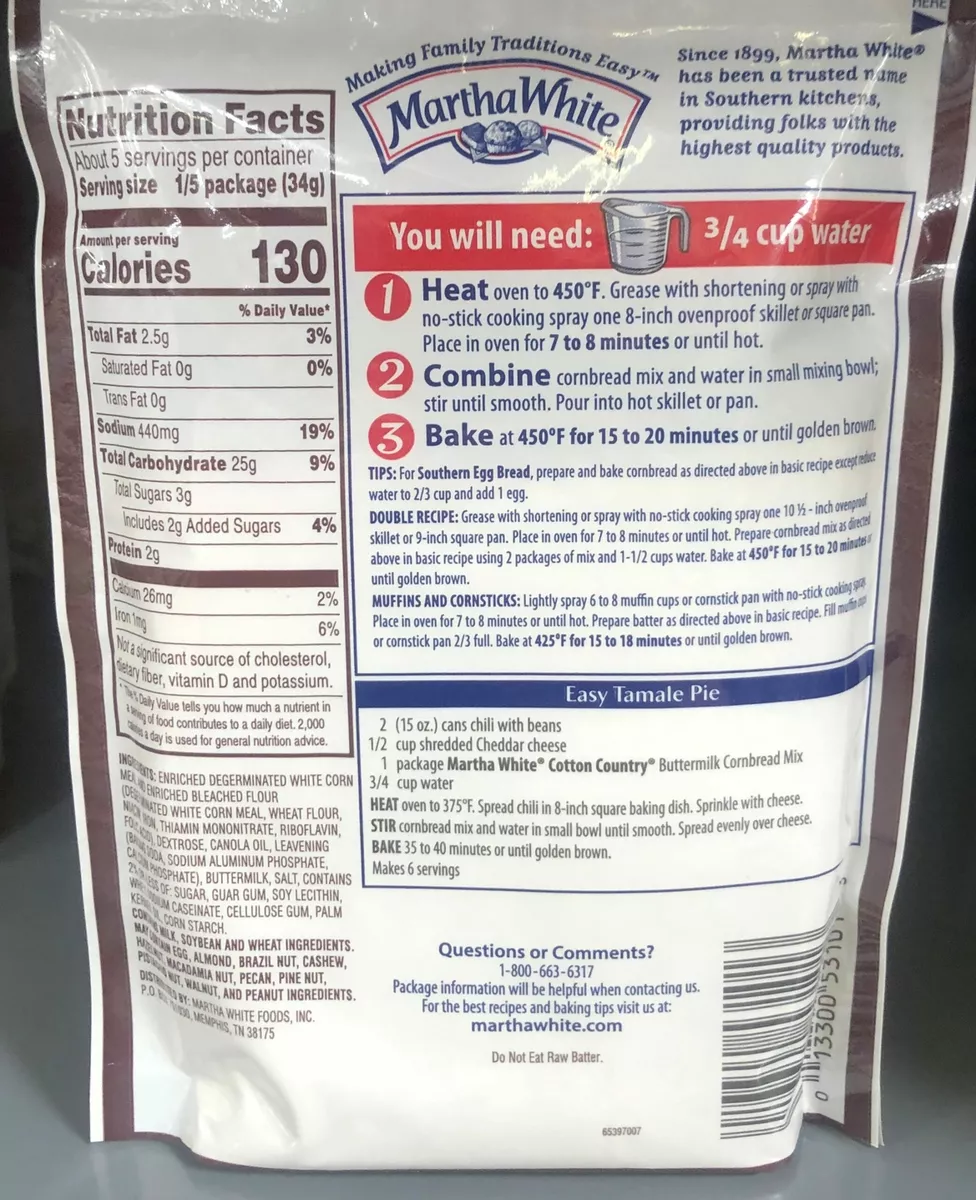 HERE
Making Family Traditions Easy™
Martha White
Since 1899, Martha White®
has been a trusted name
in Southern kitchens,
providing folks with the
highest quality products.
Nutrition Facts
About 5 servings per container
Serving size 1/5 package (34g)
Amount per serving
Calories 130
% Daily Value*
Total Fat 2.5g 3%
Saturated Fat 0g 0%
Trans Fat 0g
Sodium 440mg 19%
Total Carbohydrate 25g 9%
Total Sugars 3g
Includes 2g Added Sugars 4%
Protein 2g
Calcium 26mg 2%
Iron 1mg 6%
Not a significant source of cholesterol,
dietary fiber, vitamin D and potassium.
* The % Daily Value tells you how much a nutrient in
a serving of food contributes to a daily diet. 2,000
calories a day is used for general nutrition advice.
INGREDIENTS: ENRICHED DEGERMINATED WHITE CORN
MEAL AND ENRICHED BLEACHED FLOUR
WHITE CORN MEAL, WHEAT FLOUR,
THIAMIN MONONITRATE, RIBOFLAVIN,
DEXTROSE, CANOLA OIL, LEAVENING
SODIUM ALUMINUM PHOSPHATE,
BUTTERMILK, SALT, CONTAINS
OF: SUGAR, GUAR GUM, SOY LECITHIN,
CASEINATE, CELLULOSE GUM, PALM
CORN STARCH.
MILK, SOYBEAN AND WHEAT INGREDIENTS.
MAY CONTAIN EGG, ALMOND, BRAZIL NUT, CASHEW,
MACADAMIA NUT, PECAN, PINE NUT,
WALNUT, AND PEANUT INGREDIENTS.
BY: MARTHA WHITE FOODS, INC.
P.O. MEMPHIS, TN 38175
You will need: 3/4 cup water
1 Heat oven to 450°F. Grease with shortening or spray with
no-stick cooking spray one 8-inch ovenproof skillet or square pan.
Place in oven for 7 to 8 minutes or until hot.
2 Combine cornbread mix and water in small mixing bowl;
stir until smooth. Pour into hot skillet or pan.
3 Bake at 450°F for 15 to 20 minutes or until golden brown.
TIPS: For Southern Egg Bread, prepare and bake cornbread as directed above in basic recipe except reduce
water to 2/3 cup and add 1 egg.
DOUBLE RECIPE: Grease with shortening or spray with no-stick cooking spray one 10 ½ - inch ovenproof
skillet or 9-inch square pan. Place in oven for 7 to 8 minutes or until hot. Prepare cornbread mix as directed
above in basic recipe using 2 packages of mix and 1-1/2 cups water. Bake at 450°F for 15 to 20 minutes or
until golden brown.
MUFFINS AND CORNSTICKS: Lightly spray 6 to 8 muffin cups or cornstick pan with no-stick cooking spray.
Place in oven for 7 to 8 minutes or until hot. Prepare batter as directed above in basic recipe. Fill muffin cups
or cornstick pan 2/3 full. Bake at 425°F for 15 to 18 minutes or until golden brown.
Easy Tamale Pie
2 (15 oz.) cans chili with beans
1/2 cup shredded Cheddar cheese
1 package Martha White® Cotton Country® Buttermilk Cornbread Mix
3/4 cup water
HEAT oven to 375°F. Spread chili in 8-inch square baking dish. Sprinkle with cheese.
STIR cornbread mix and water in small bowl until smooth. Spread evenly over cheese.
BAKE 35 to 40 minutes or until golden brown.
Makes 6 servings
Questions or Comments?
1-800-663-6317
Package information will be helpful when contacting us.
For the best recipes and baking tips visit us at:
marthawhite.com
Do Not Eat Raw Batter.
65397007